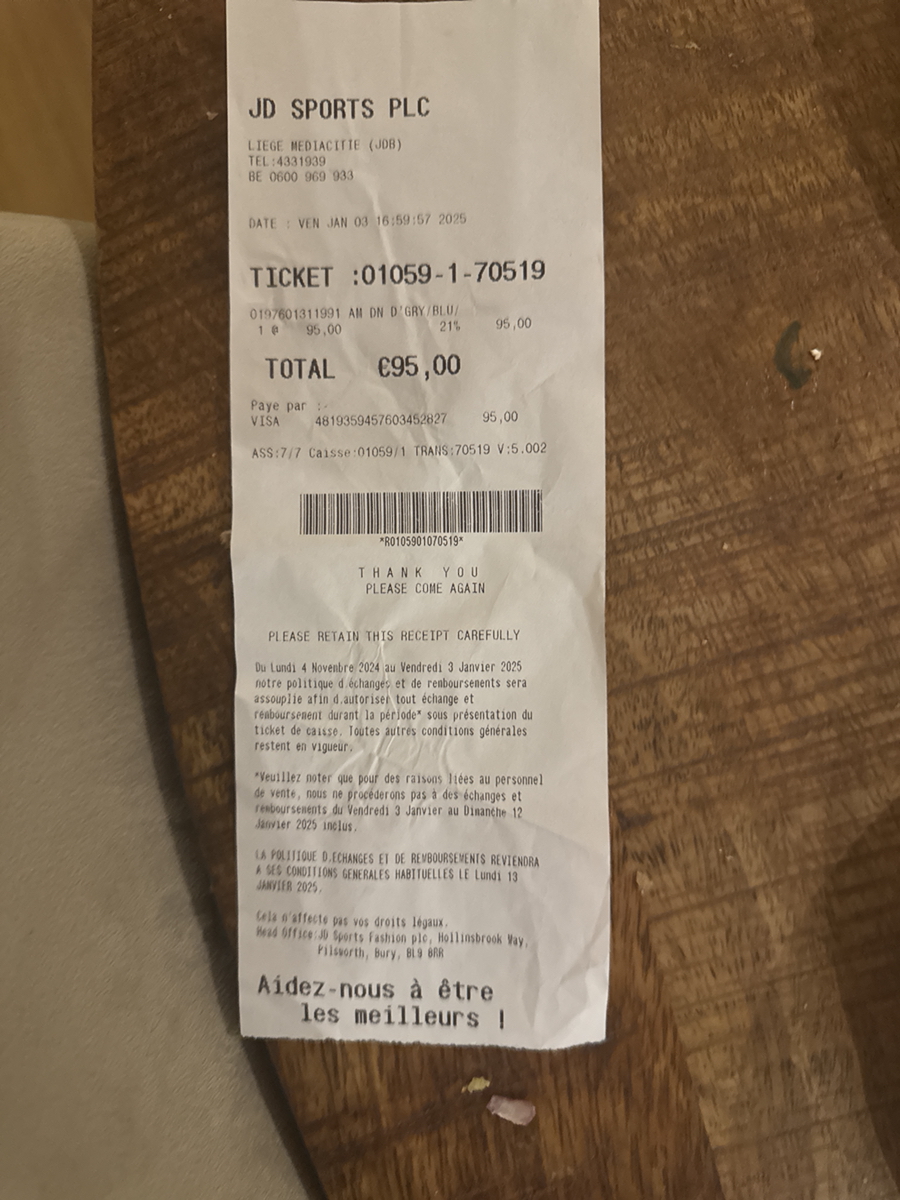 JD SPORTS PLC
LIEGE MEDIACITIE (JDB)
TEL:4331939
BE 0600 969 933
DATE : VEN JAN 03 16:59:57 2025
TICKET :01059-1-70519
0197601311991 AM DN D'GRY/BLU/
1 @ 95,00 21% 95,00
TOTAL €95,00
Paye par :-
VISA 4819359457603452827 95,00
ASS:7/7 Caisse:01059/1 TRANS:70519 V:5.002
*R0105901070519*
THANK YOU
PLEASE COME AGAIN
PLEASE RETAIN THIS RECEIPT CAREFULLY
Du Lundi 4 Novenbre 2024 au Vendredi 3 Janvier 2025
notre politique d.échanges et de renboursements sera
assouplie afin d.autoriser tout échange et
renboursement durant la période* sous présentation du
ticket de caisse. Toutes autres conditions générales
restent en vigueur.
*Veuillez noter que pour des raisons liées au personnel
de vente, nous ne procéderons pas à des échanges et
renboursements du Vendredi 3 Janvier au Dimanche 12
Janvier 2025 inclus.
LA POLITIQUE D.ECHANGES ET DE REMBOURSEMENTS REVIENDRA
A SES CONDITIONS GENERALES HABITUELLES LE Lundi 13
JANVIER 2025.
Cela n'affecte pas vos droits légaux.
Head Office:JD Sports Fashion plc, Hollinsbrook Way,
Pilsworth, Bury, BL9 8RR
Aidez-nous à être
les meilleurs !